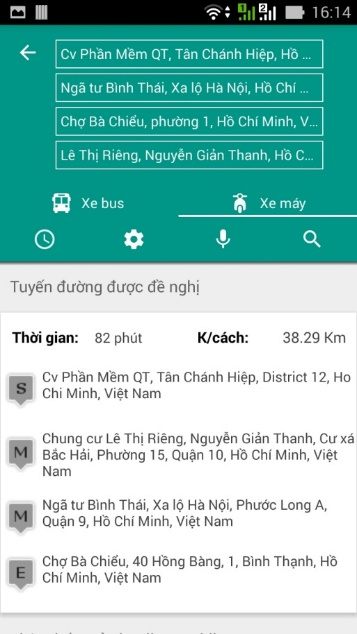 16:14
Cv Phần Mềm QT, Tân Chánh Hiệp, Hồ ...
Ngã tư Bình Thái, Xa lộ Hà Nội, Hồ Chí ...
Chợ Bà Chiểu, phường 1, Hồ Chí Minh, V...
Lê Thị Riêng, Nguyễn Giản Thanh, Hồ C...
Xe bus Xe máy
Tuyến đường được đề nghị
Thời gian: 82 phút K/cách: 38.29 Km
S Cv Phần Mềm QT, Tân Chánh Hiệp, District 12, Ho
Chi Minh, Việt Nam
M Chung cư Lê Thị Riêng, Nguyễn Giản Thanh, Cư xá
Bắc Hải, Phường 15, Quận 10, Hồ Chí Minh, Việt
Nam
M Ngã tư Bình Thái, Xa lộ Hà Nội, Phước Long A,
Quận 9, Hồ Chí Minh, Việt Nam
E Chợ Bà Chiểu, 40 Hồng Bàng, 1, Bình Thạnh, Hồ
Chí Minh, Việt Nam